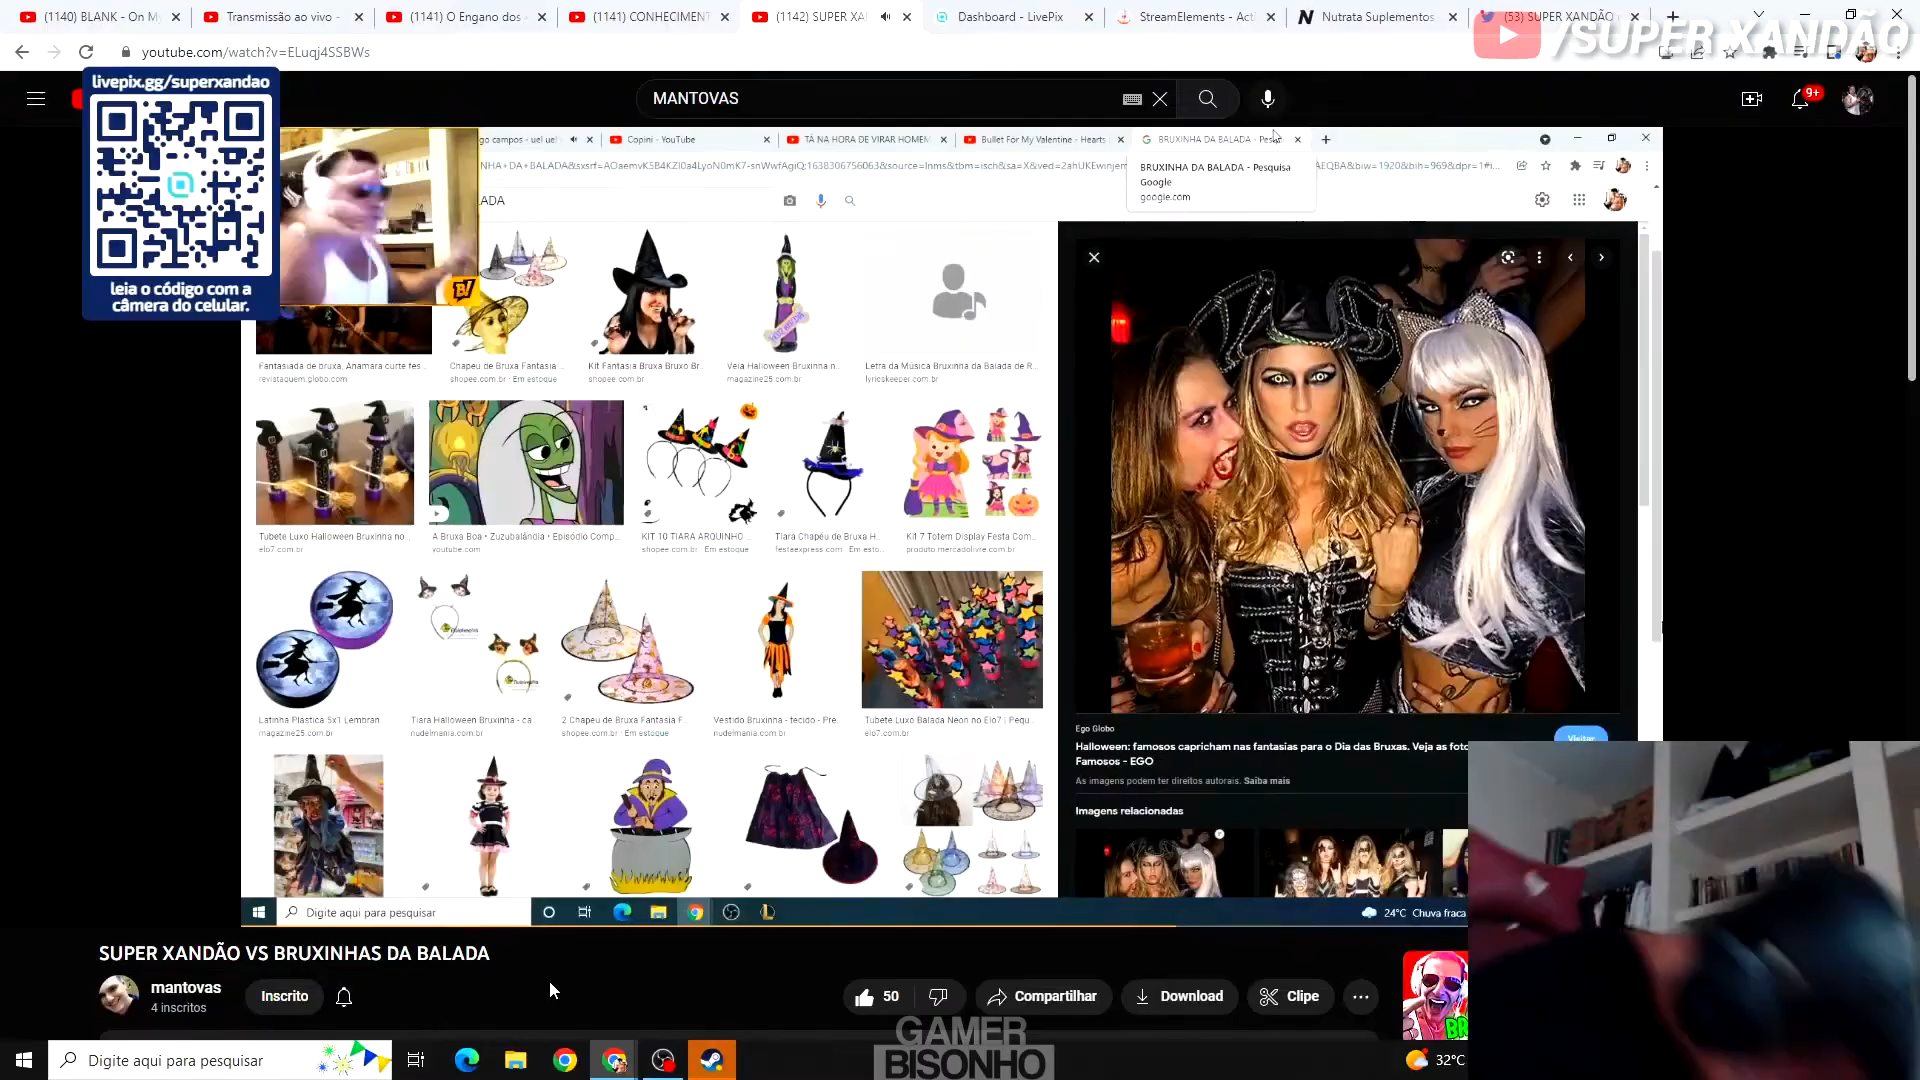 (1140) BLANK - On My
Transmissão ao vivo -
(1141) O Engano dos
(1141) CONHECIMENT
(1142) SUPER XA
Dashboard - LivePix
StreamElements - Acti
Nutrata Suplementos
(53) SUPER XANDÃO
/SUPER XANDÃO
youtube.com/watch?v=ELuqj4SSBWs
livepix.gg/superxandao
leia o código com a
câmera do celular.
MANTOVAS
9+
go campos - uel uel
Copini - YouTube
TÁ NA HORA DE VIRAR HOMEM
Bullet For My Valentine - Hearts
BRUXINHA DA BALADA - Pes
BRUXINHA DA BALADA - Pesquisa
Google
google.com
LADA
Fantasiada de bruxa, Anamara curte fes...
revistaquem.globo.com
Chapeu de Bruxa Fantasia ...
shopee.com.br · Em estoque
Kit Fantasia Bruxa Bruxo Br...
shopee.com.br
Vela Halloween Bruxinha n...
magazine25.com.br
Letra da Música Bruxinha da Balada de R...
lyricskeeper.com.br
Tubete Luxo Halloween Bruxinha no...
elo7.com.br
A Bruxa Boa • Zuzubalândia • Episódio Comp...
youtube.com
KIT 10 TIARA ARQUINHO ...
shopee.com.br · Em estoque
Tiara Chapéu de Bruxa H...
festaexpress.com · Em esto...
Kit 7 Totem Display Festa Com...
produto.mercadolivre.com.br
Latinha Plástica 5x1 Lembran
magazine25.com.br
Tiara Halloween Bruxinha - ca
nudelmania.com.br
2 Chapeu de Bruxa Fantasia F...
shopee.com.br · Em estoque
Vestido Bruxinha - tecido - Pre...
nudelmania.com.br
Tubete Luxo Balada Neon no Elo7 | Pequ...
elo7.com.br
Ego Globo
Visitar
Halloween: famosos capricham nas fantasias para o Dia das Bruxas. Veja as foto
Famosos - EGO
As imagens podem ter direitos autorais. Saiba mais
Imagens relacionadas
Digite aqui para pesquisar
24°C Chuva fraca
SUPER XANDÃO VS BRUXINHAS DA BALADA
mantovas
4 inscritos
Inscrito
50
Compartilhar
Download
Clipe
GAMER
BISONHO
Digite aqui para pesquisar
32°C